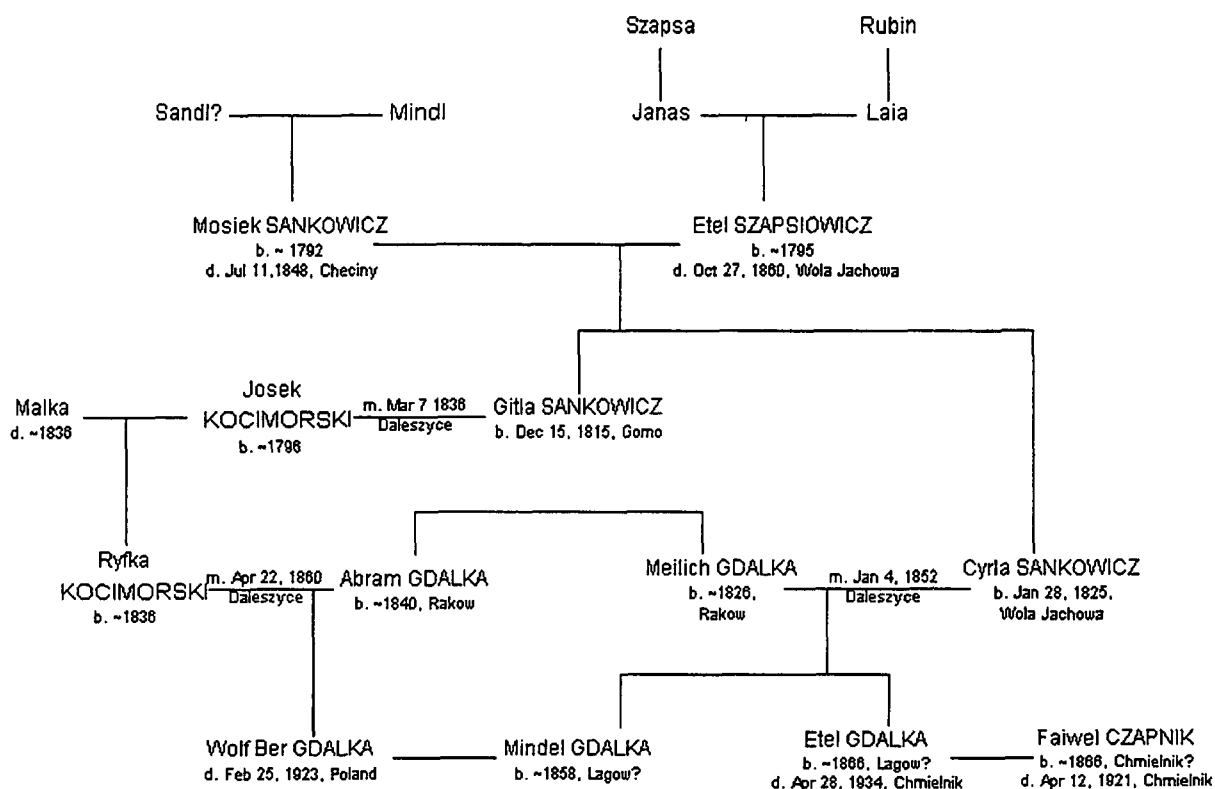 Szapsa
Rubin
Sandl?
Mindl
Janas
Laia
Mosiek SANKOWICZ
b. ~ 1792
d. Jul 11,1848, Checiny
Etel SZAPSIOWICZ
b. ~1795
d. Oct 27, 1860, Wola Jachowa
Malka
d. ~1836
Josek
KOCIMORSKI
b. ~1796
m. Mar 7 1836
Daleszyce
Gitla SANKOWICZ
b. Dec 15, 1815, Gorno
Ryfka
KOCIMORSKI
b. ~1836
m. Apr 22, 1860
Daleszyce
Abram GDALKA
b. ~1840, Rakow
Meilich GDALKA
b. ~1826,
Rakow
m. Jan 4, 1852
Daleszyce
Cyrla SANKOWICZ
b. Jan 28, 1825,
Wola Jachowa
Wolf Ber GDALKA
d. Feb 25, 1923, Poland
Mindel GDALKA
b. ~1858, Lagow?
Etel GDALKA
b. ~1866, Lagow?
d. Apr 28, 1934, Chmielnik
Faiwel CZAPNIK
b. ~1866, Chmielnik?
d. Apr 12, 1921, Chmielnik